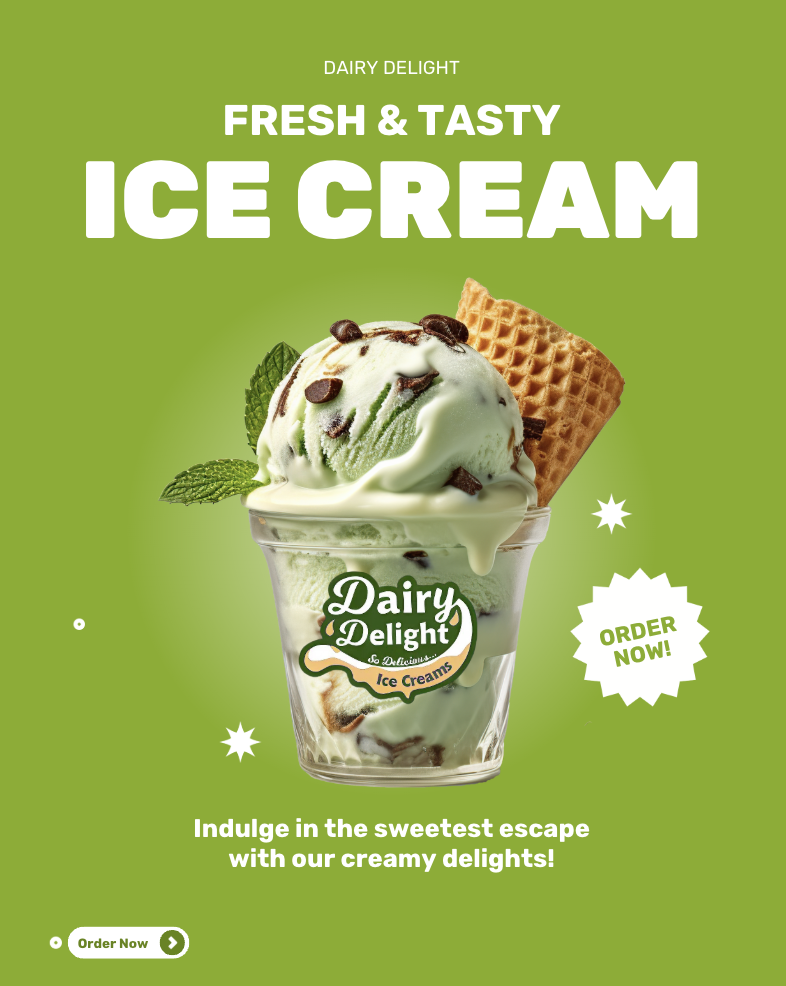 DAIRY DELIGHT
FRESH & TASTY
ICE CREAM
Dairy
Delight
So Delicious...
Ice Creams
ORDER
NOW!
Indulge in the sweetest escape
with our creamy delights!
Order Now